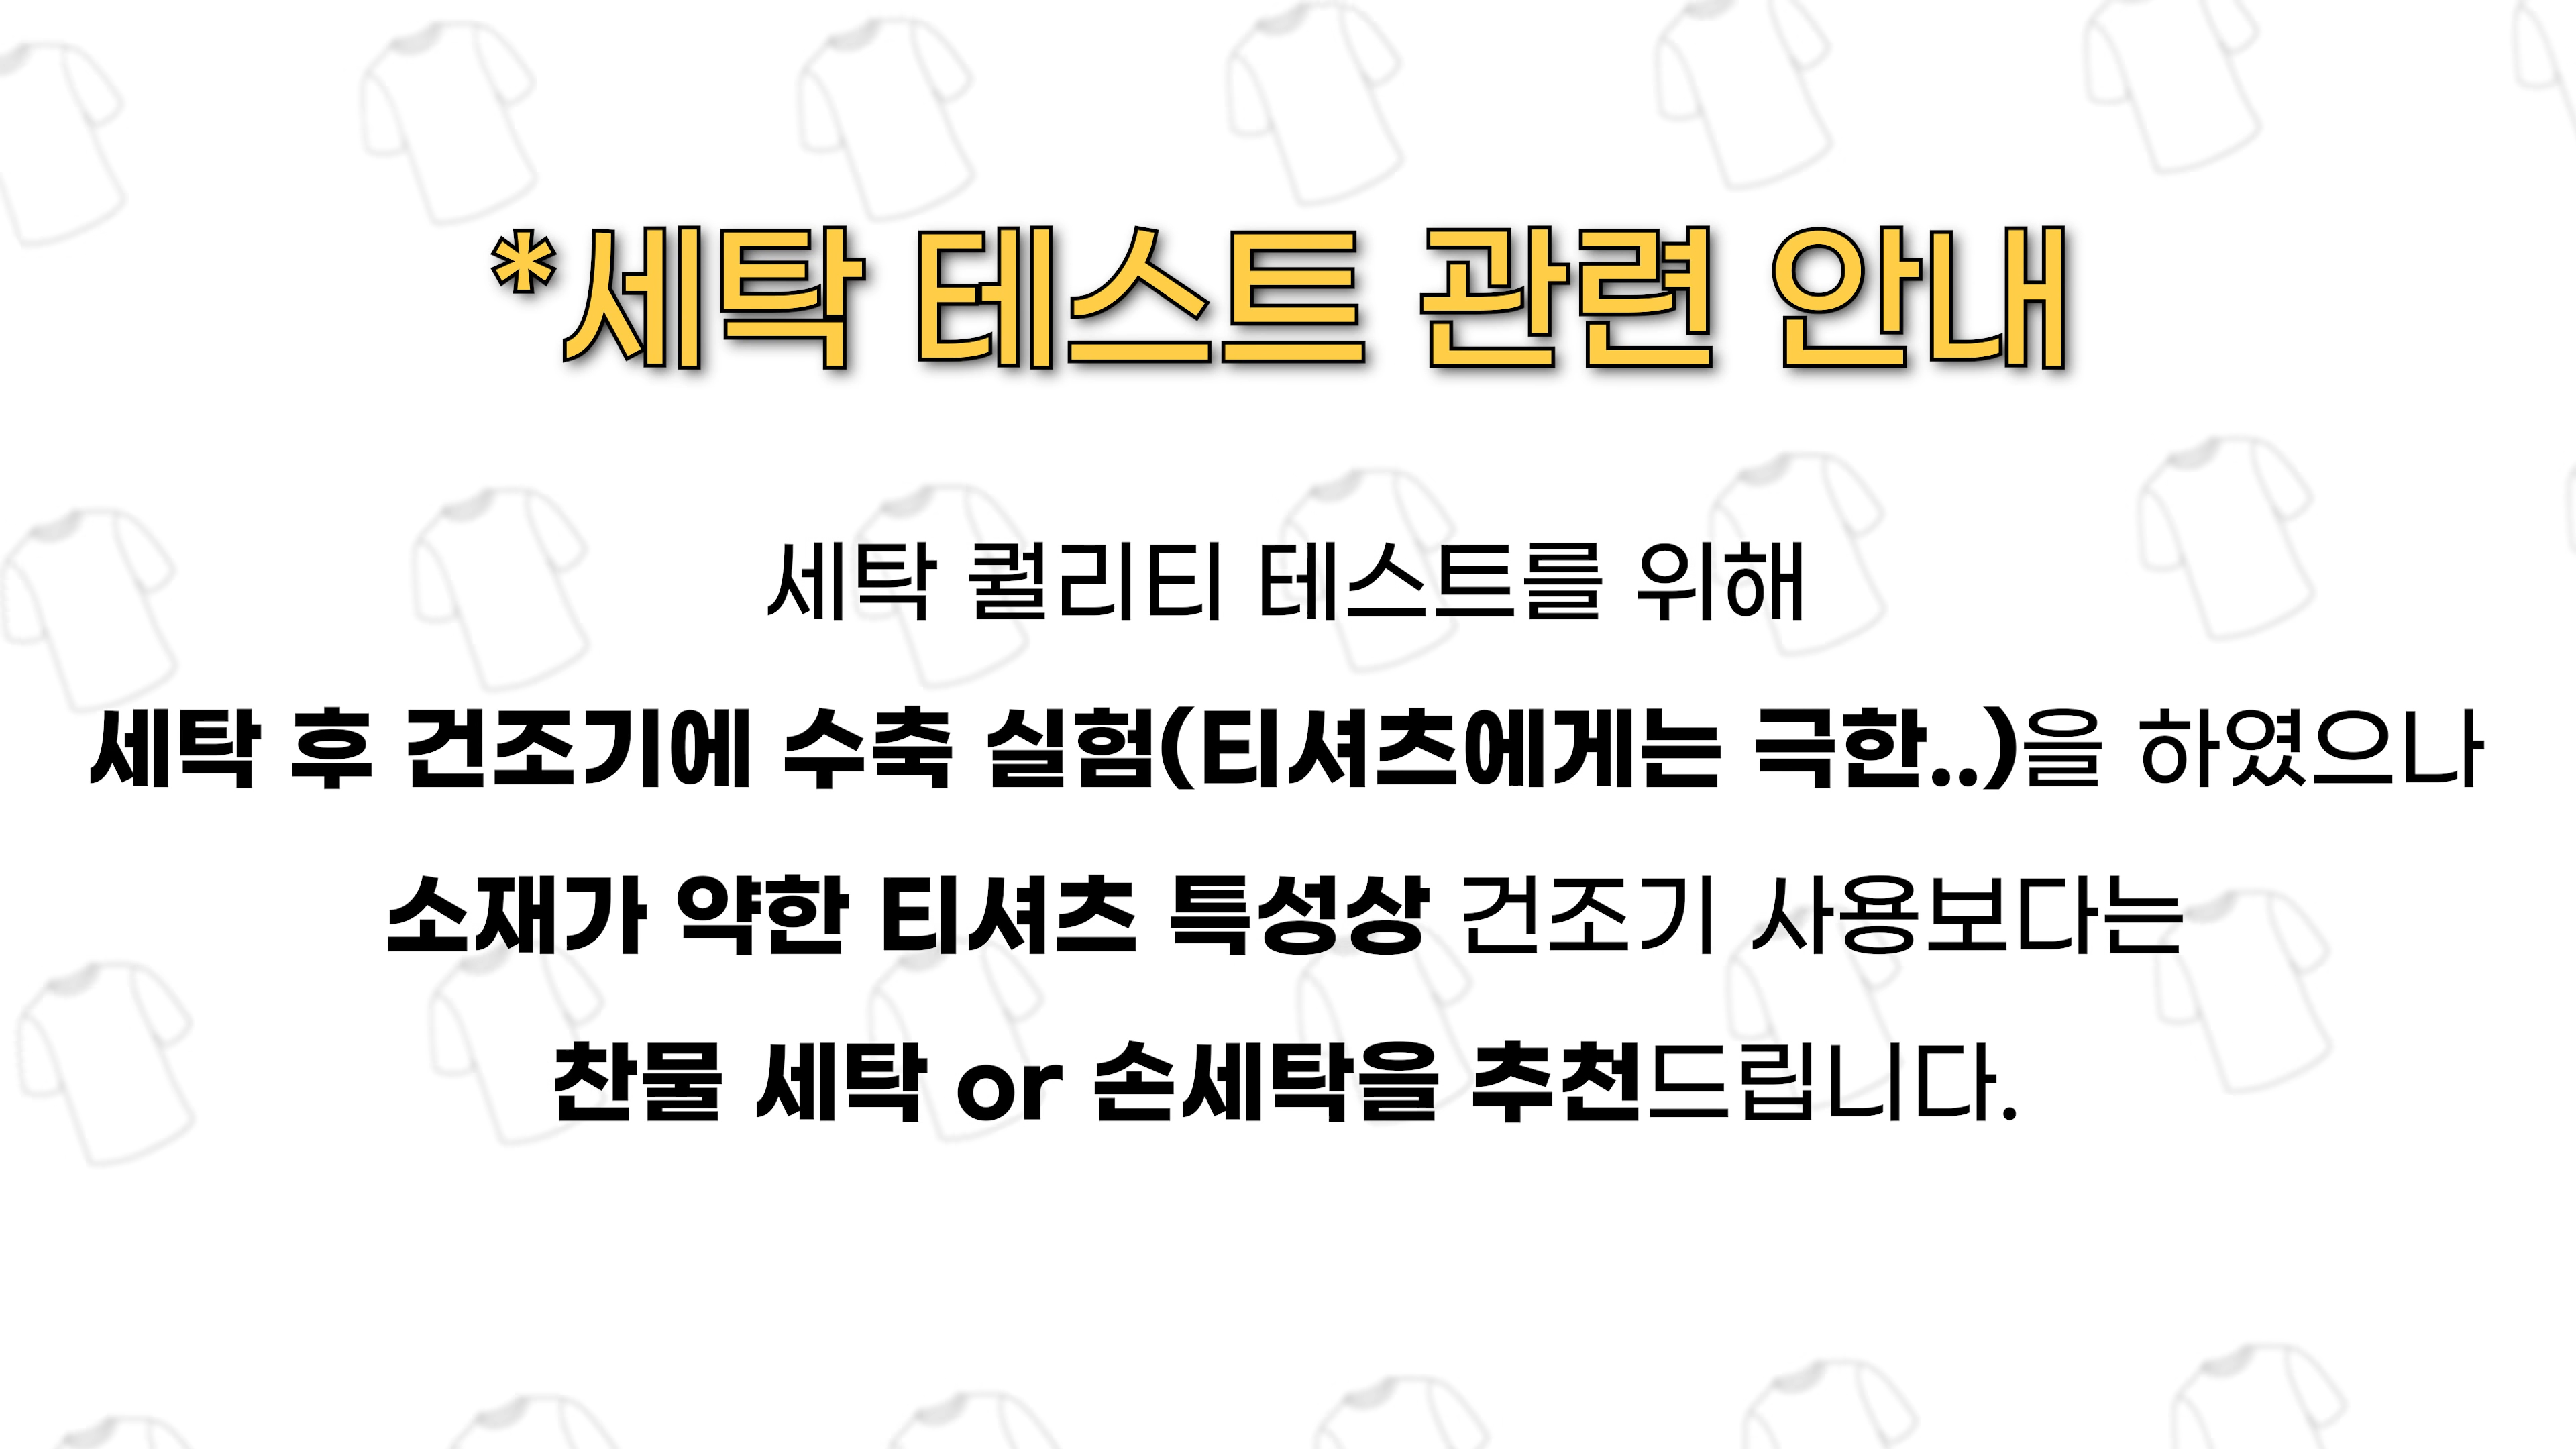 *세탁 테스트 관련 안내
세탁 퀄리티 테스트를 위해
세탁 후 건조기에 수축 실험(티셔츠에게는 극한..)을 하였으나
소재가 약한 티셔츠 특성상 건조기 사용보다는
찬물 세탁 or 손세탁을 추천드립니다.